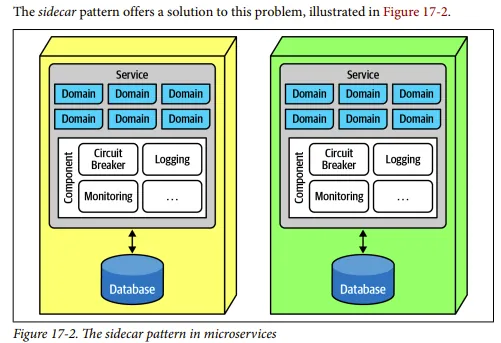 The sidecar pattern offers a solution to this problem, illustrated in Figure 17-2.
Service
Domain Domain Domain
Domain Domain Domain
Component
Circuit Breaker
Logging
Monitoring
...
Database
Service
Domain Domain Domain
Domain Domain Domain
Component
Circuit Breaker
Logging
Monitoring
...
Database
Figure 17-2. The sidecar pattern in microservices